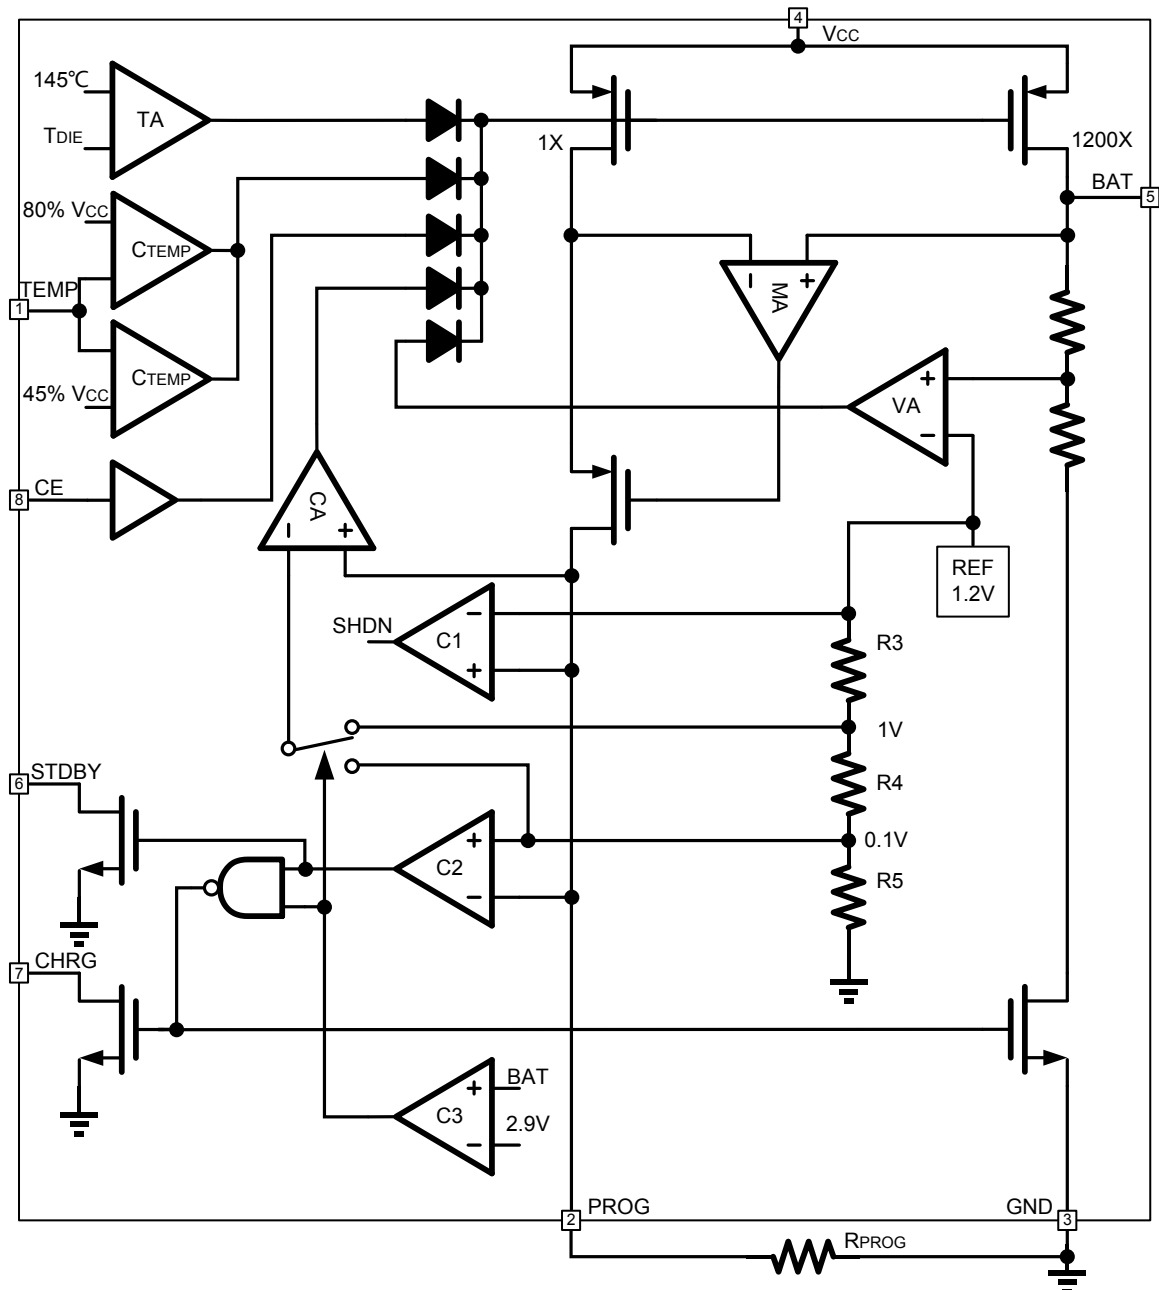 4
VCC
145℃
TDIE
TA
1X
1200X
BAT
5
80% VCC
CTEMP
TEMP
1
- +
MA
CTEMP
45% VCC
+
VA
-
CE
8
CA
- +
REF
1.2V
SHDN
-
C1
+
R3
1V
STDBY
6
R4
+
0.1V
C2
-
R5
CHRG
7
+
BAT
C3
2.9V
-
PROG
2
GND
3
RPROG